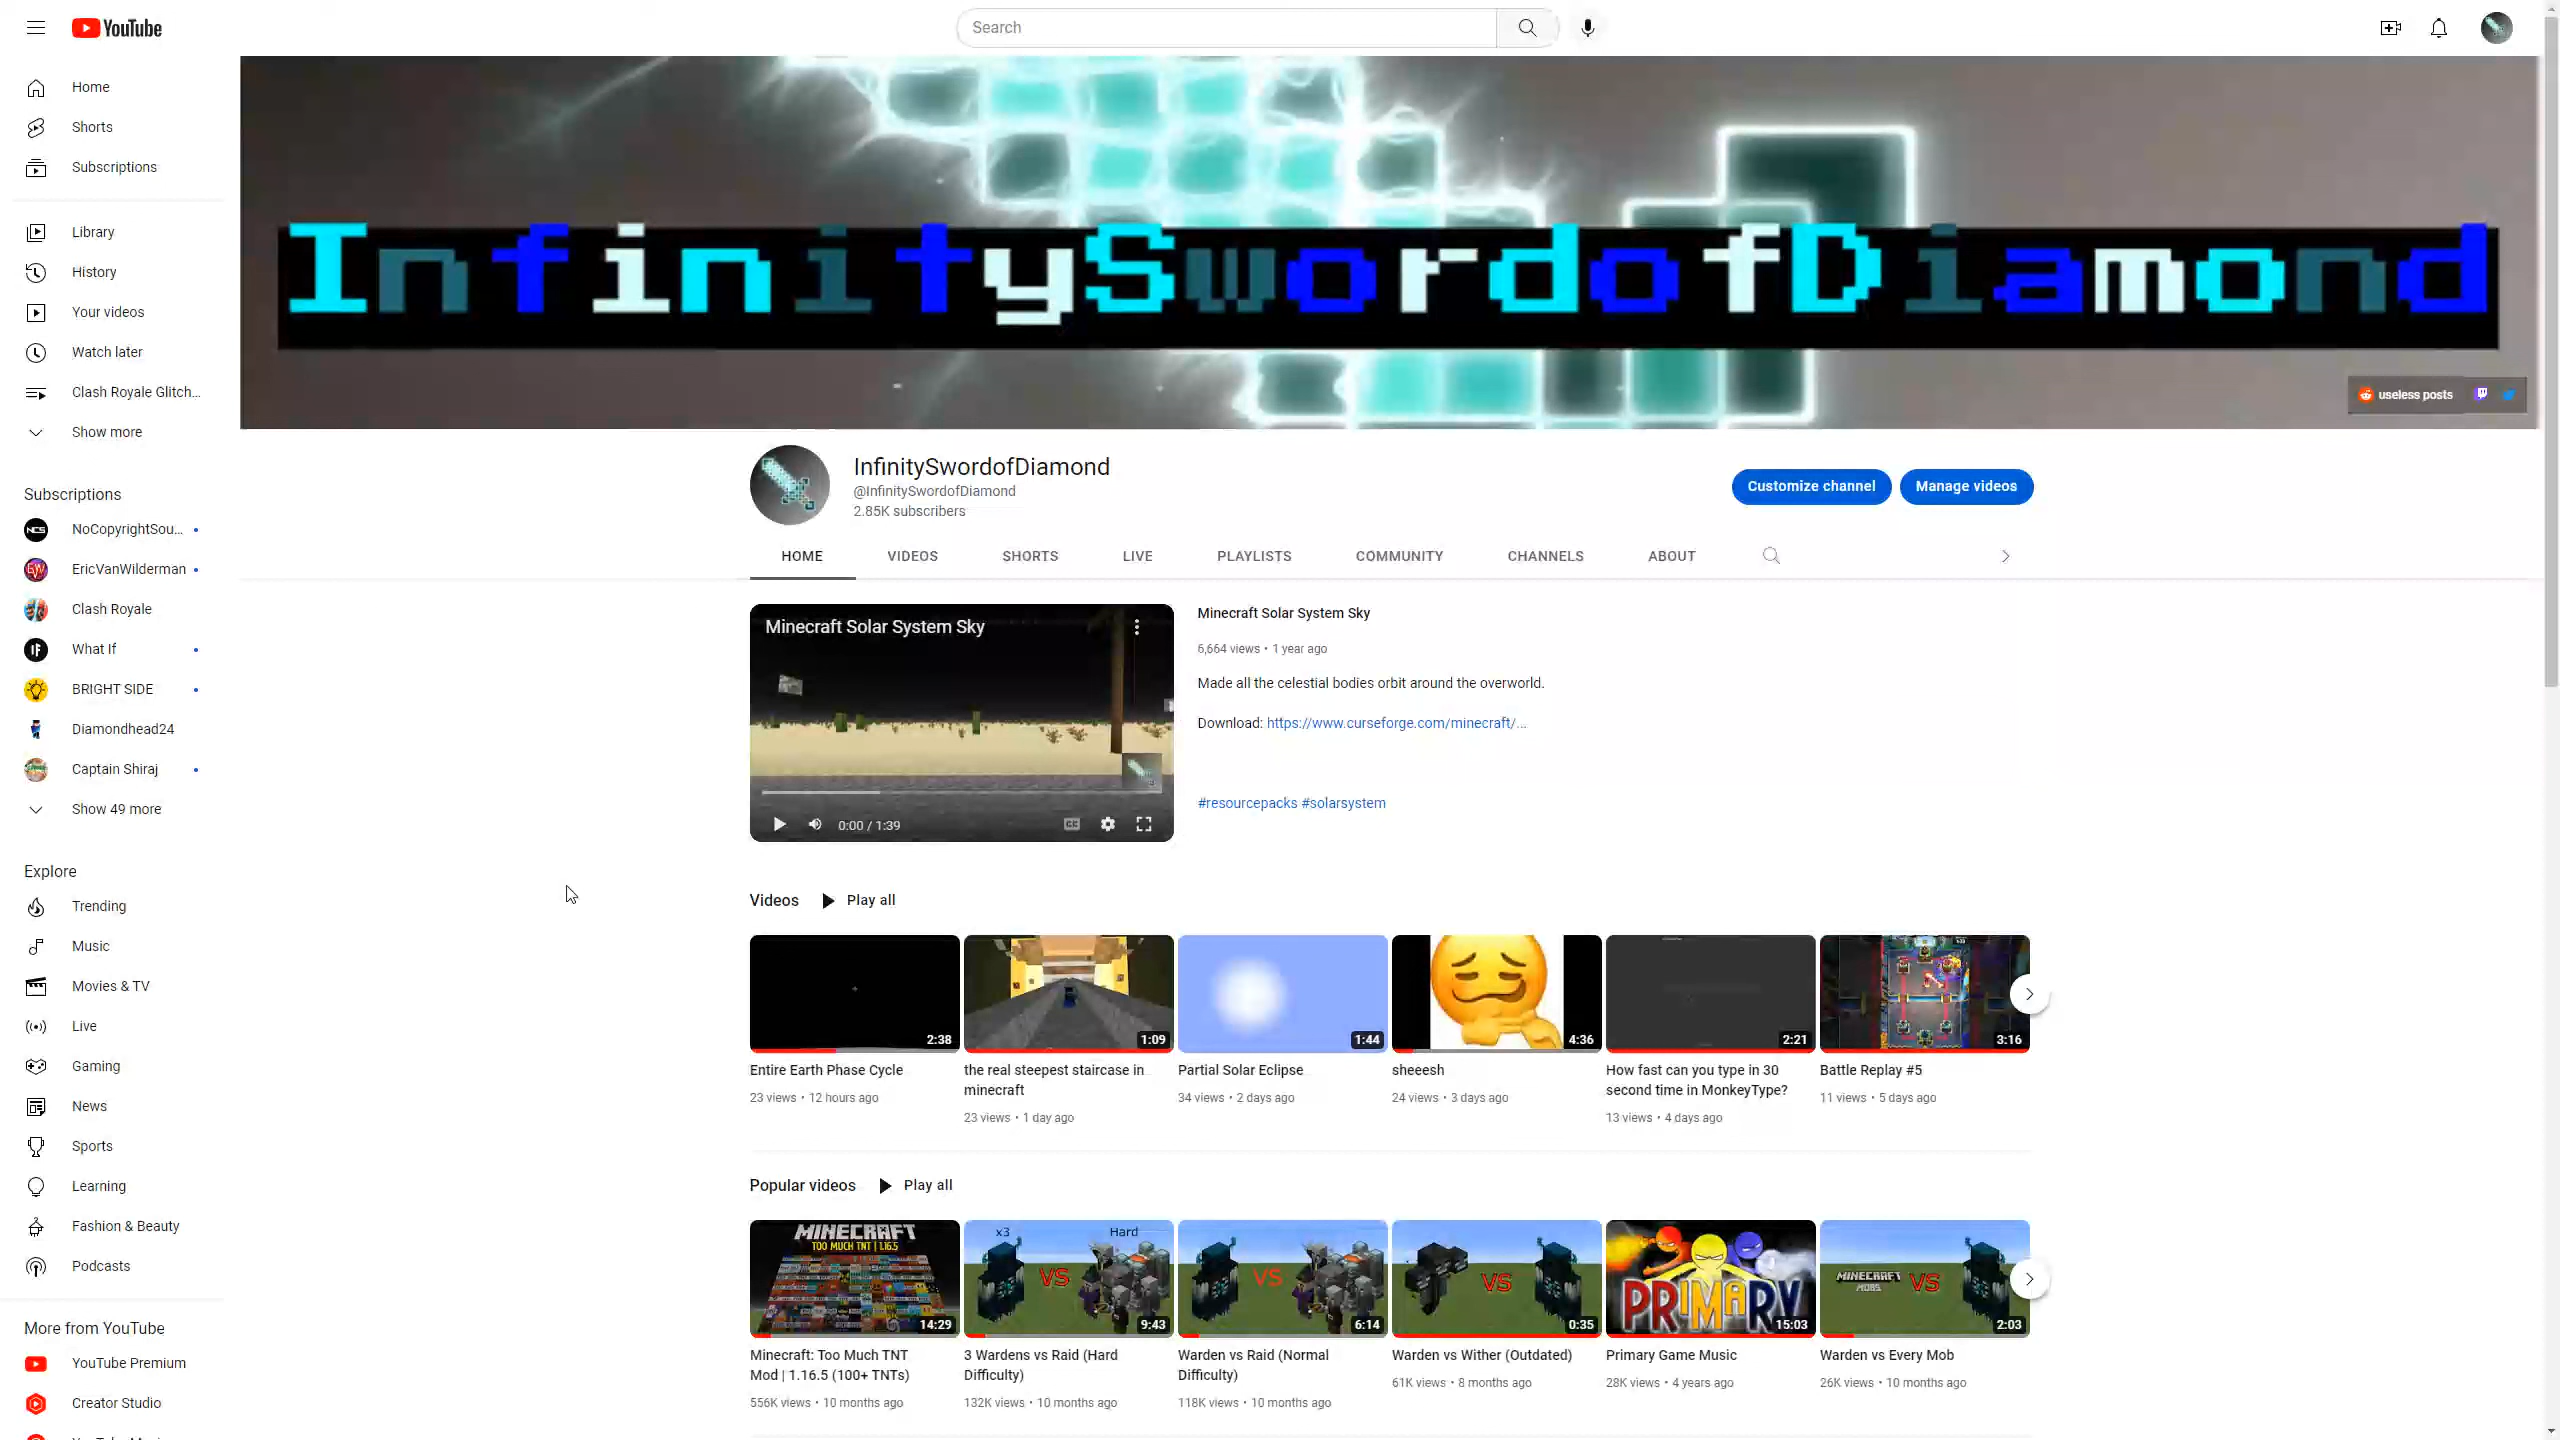 YouTube
Search
Home
Shorts
Subscriptions
Library
History
Your videos
Watch later
Clash Royale Glitch...
Show more
Subscriptions
NoCopyrightSou...
EricVanWilderman
Clash Royale
What If
BRIGHT SIDE
Diamondhead24
Captain Shiraj
Show 49 more
Explore
Trending
Music
Movies & TV
Live
Gaming
News
Sports
Learning
Fashion & Beauty
Podcasts
More from YouTube
YouTube Premium
Creator Studio
InfinitySwordofDiamond
useless posts
InfinitySwordofDiamond
@InfinitySwordofDiamond
2.85K subscribers
Customize channel
Manage videos
HOME VIDEOS SHORTS LIVE PLAYLISTS COMMUNITY CHANNELS ABOUT
Minecraft Solar System Sky
0:00 / 1:39
Minecraft Solar System Sky
6,664 views • 1 year ago
Made all the celestial bodies orbit around the overworld.
Download: https://www.curseforge.com/minecraft/...
#resourcepacks #solarsystem
Videos Play all
2:38
Entire Earth Phase Cycle
23 views • 12 hours ago
1:09
the real steepest staircase in
minecraft
23 views • 1 day ago
1:44
Partial Solar Eclipse
34 views • 2 days ago
4:36
sheeesh
24 views • 3 days ago
2:21
How fast can you type in 30
second time in MonkeyType?
13 views • 4 days ago
3:16
Battle Replay #5
11 views • 5 days ago
Popular videos Play all
MINECRAFT
TOO MUCH TNT | 1.16.5
14:29
Minecraft: Too Much TNT
Mod | 1.16.5 (100+ TNTs)
556K views • 10 months ago
x3 Hard
VS
9:43
3 Wardens vs Raid (Hard
Difficulty)
132K views • 10 months ago
VS
6:14
Warden vs Raid (Normal
Difficulty)
118K views • 10 months ago
VS
0:35
Warden vs Wither (Outdated)
61K views • 8 months ago
PRIMARY
15:03
Primary Game Music
28K views • 4 years ago
MINECRAFT
MOBS
VS
2:03
Warden vs Every Mob
26K views • 10 months ago